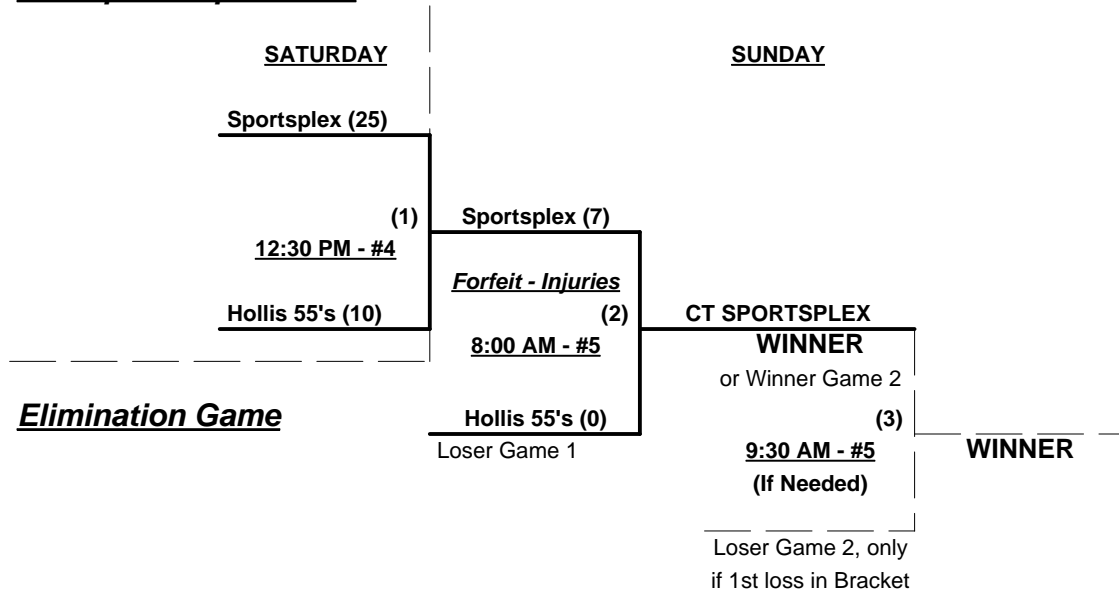 SATURDAY
SUNDAY
Sportsplex (25)
(1)
Sportsplex (7)
12:30 PM - #4
Forfeit - Injuries
Hollis 55's (10)
(2)
CT SPORTSPLEX
8:00 AM - #5
WINNER
or Winner Game 2
Elimination Game
Hollis 55's (0)
(3)
Loser Game 1
9:30 AM - #5
WINNER
(If Needed)
Loser Game 2, only
if 1st loss in Bracket